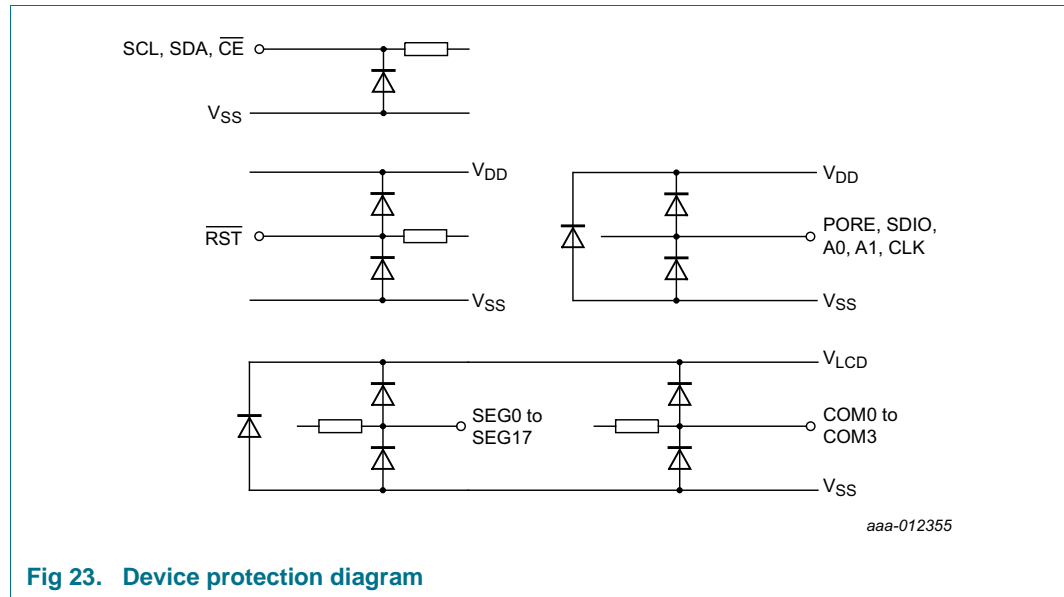 SCL, SDA, CE
VSS
VDD
RST
VSS
VDD
PORE, SDIO,
A0, A1, CLK
VSS
VLCD
SEG0 to
SEG17
COM0 to
COM3
VSS
aaa-012355
Fig 23. Device protection diagram